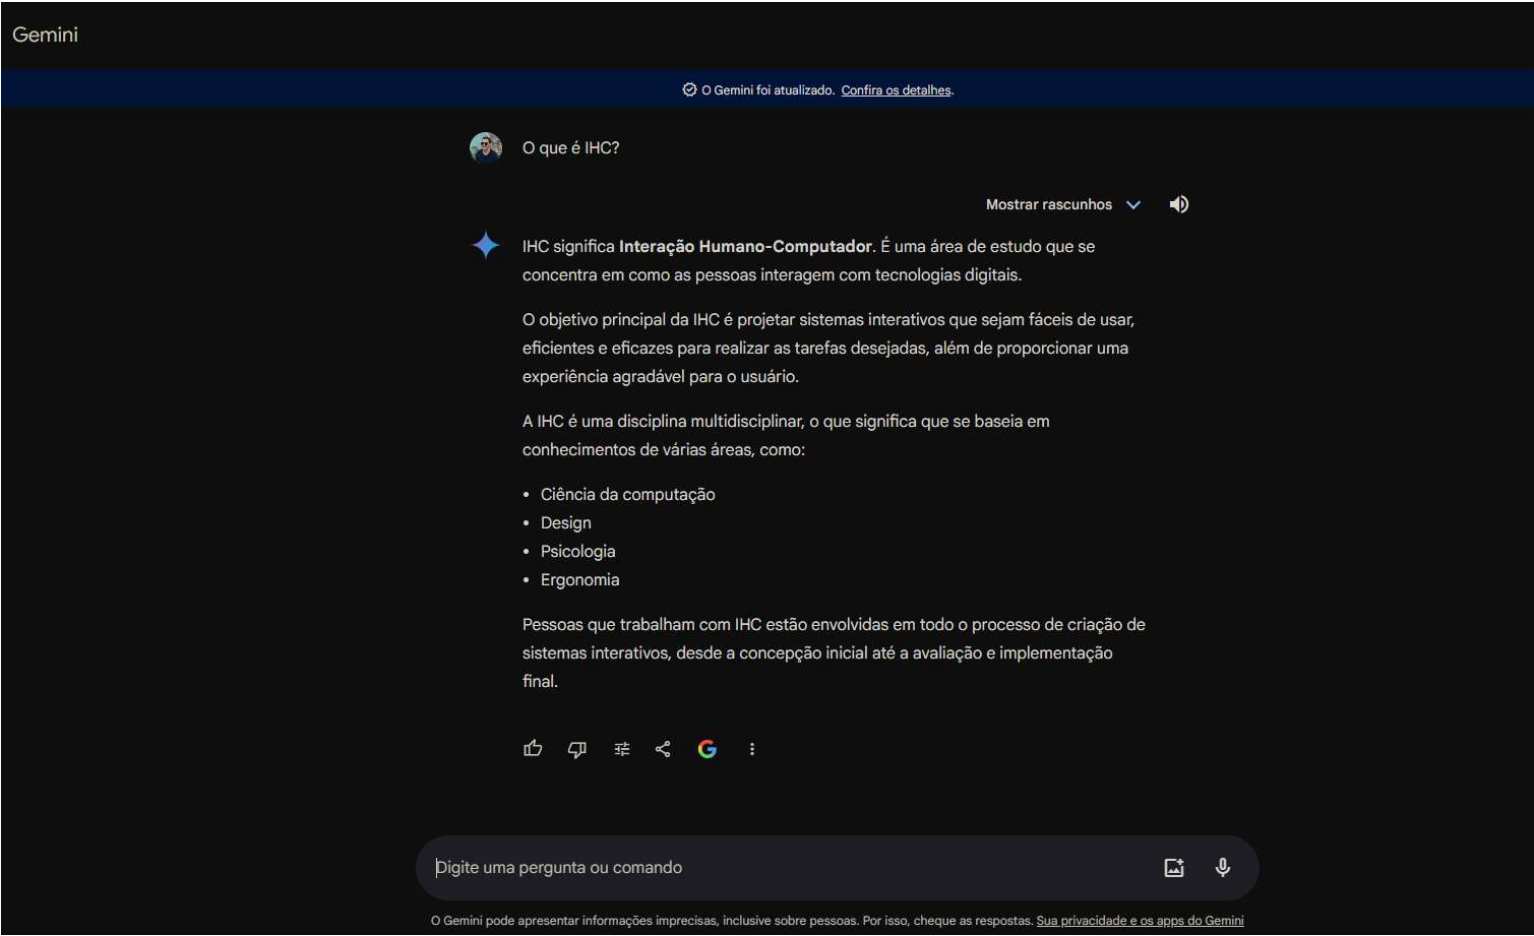 Gemini
O Gemini foi atualizado. Confira os detalhes.
O que é IHC?
Mostrar rascunhos
IHC significa Interação Humano-Computador. É uma área de estudo que se
concentra em como as pessoas interagem com tecnologias digitais.
O objetivo principal da IHC é projetar sistemas interativos que sejam fáceis de usar,
eficientes e eficazes para realizar as tarefas desejadas, além de proporcionar uma
experiência agradável para o usuário.
A IHC é uma disciplina multidisciplinar, o que significa que se baseia em
conhecimentos de várias áreas, como:
• Ciência da computação
• Design
• Psicologia
• Ergonomia
Pessoas que trabalham com IHC estão envolvidas em todo o processo de criação de
sistemas interativos, desde a concepção inicial até a avaliação e implementação
final.
Digite uma pergunta ou comando
O Gemini pode apresentar informações imprecisas, inclusive sobre pessoas. Por isso, cheque as respostas. Sua privacidade e os apps do Gemini